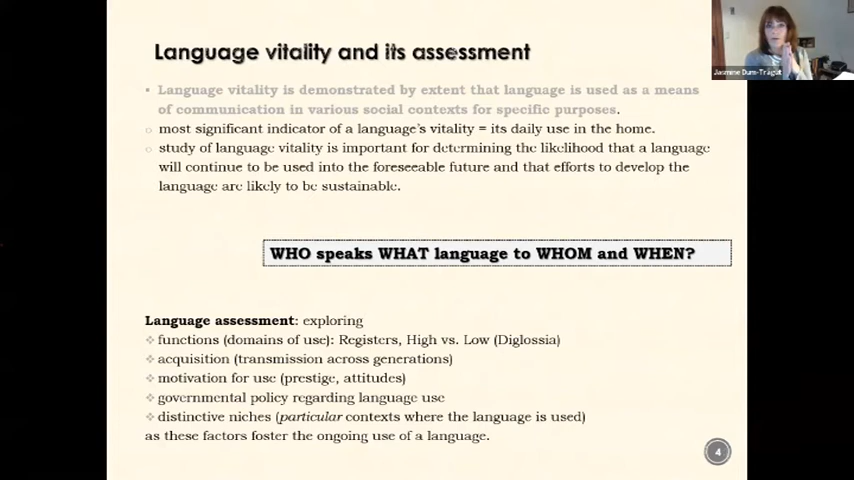 Language vitality and its assessment
Jasmine Dum-Tragut
▪ Language vitality is demonstrated by extent that language is used as a means
of communication in various social contexts for specific purposes.
o most significant indicator of a language's vitality = its daily use in the home.
o study of language vitality is important for determining the likelihood that a language
will continue to be used into the foreseeable future and that efforts to develop the
language are likely to be sustainable.
WHO speaks WHAT language to WHOM and WHEN?
Language assessment: exploring
❖ functions (domains of use): Registers, High vs. Low (Diglossia)
❖ acquisition (transmission across generations)
❖ motivation for use (prestige, attitudes)
❖ governmental policy regarding language use
❖ distinctive niches (particular contexts where the language is used)
as these factors foster the ongoing use of a language.
4